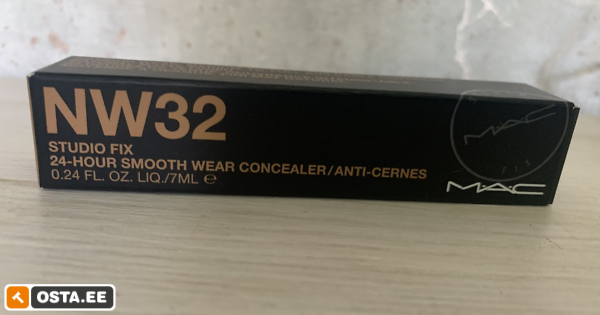 NW32
STUDIO FIX
24-HOUR SMOOTH WEAR CONCEALER/ANTI-CERNES
0.24 FL. OZ. LIQ./7ML ℮
MAC
FIX
M·A·C
OSTA.EE